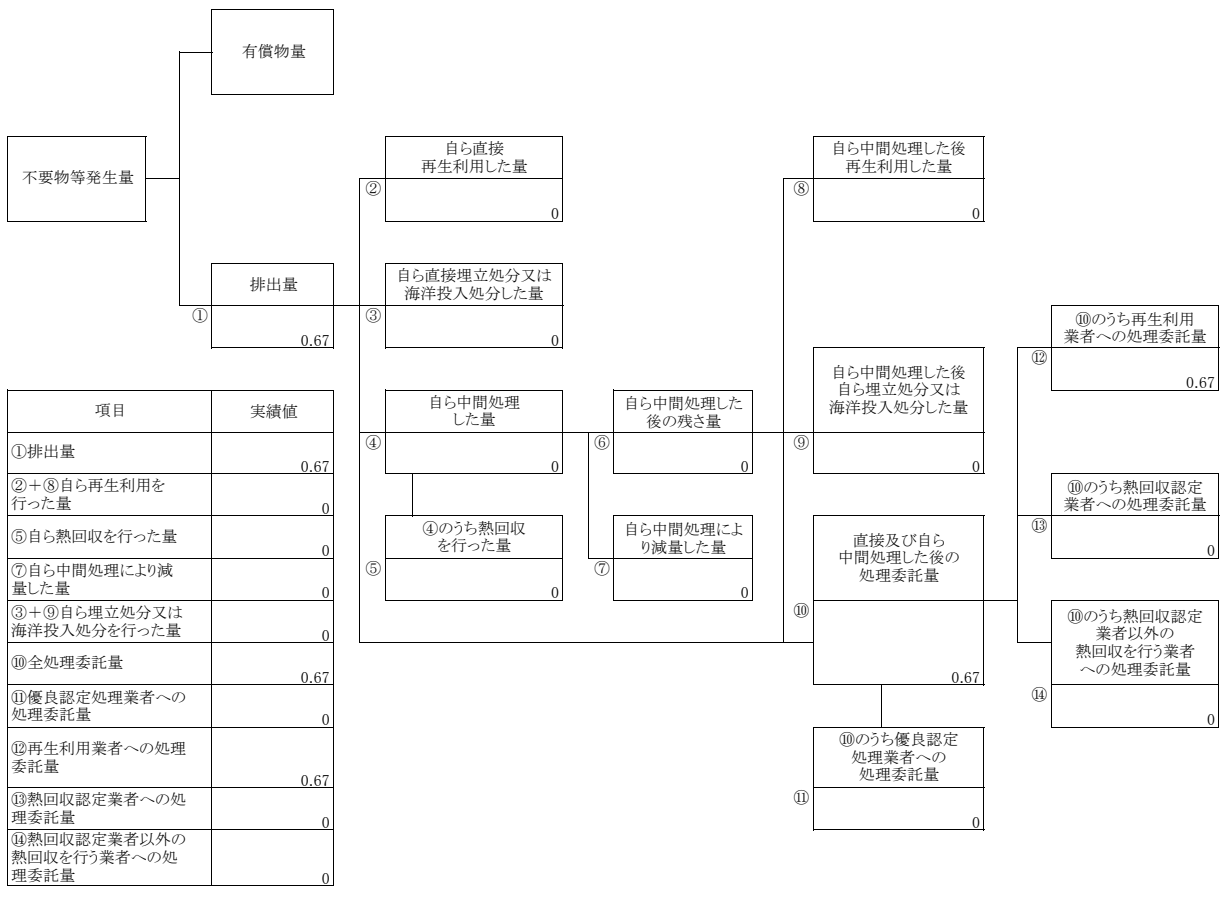 有償物量
不要物等発生量
排出量
①
0.67
自ら直接
再生利用した量
②
0
自ら直接埋立処分又は
海洋投入処分した量
③
0
自ら中間処理
した量
④
0
④のうち熱回収
を行った量
⑤
0
自ら中間処理した
後の残さ量
⑥
0
自ら中間処理によ
り減量した量
⑦
0
自ら中間処理した後
再生利用した量
⑧
0
自ら中間処理した後
自ら埋立処分又は
海洋投入処分した量
⑨
0
直接及び自ら
中間処理した後の
処理委託量
⑩
0.67
⑩のうち優良認定
処理業者への
処理委託量
⑪
0
⑩のうち再生利用
業者への処理委託量
⑫
0.67
⑩のうち熱回収認定
業者への処理委託量
⑬
0
⑩のうち熱回収認定
業者以外の
熱回収を行う業者
への処理委託量
⑭
0
項目 実績値
①排出量
0.67
②＋⑧自ら再生利用を
行った量
0
⑤自ら熱回収を行った量
0
⑦自ら中間処理により減
量した量
0
③＋⑨自ら埋立処分又は
海洋投入処分を行った量
0
⑩全処理委託量
0.67
⑪優良認定処理業者への
処理委託量
0
⑫再生利用業者への処理
委託量
0.67
⑬熱回収認定業者への処
理委託量
0
⑭熱回収認定業者以外の
熱回収を行う業者への処
理委託量
0